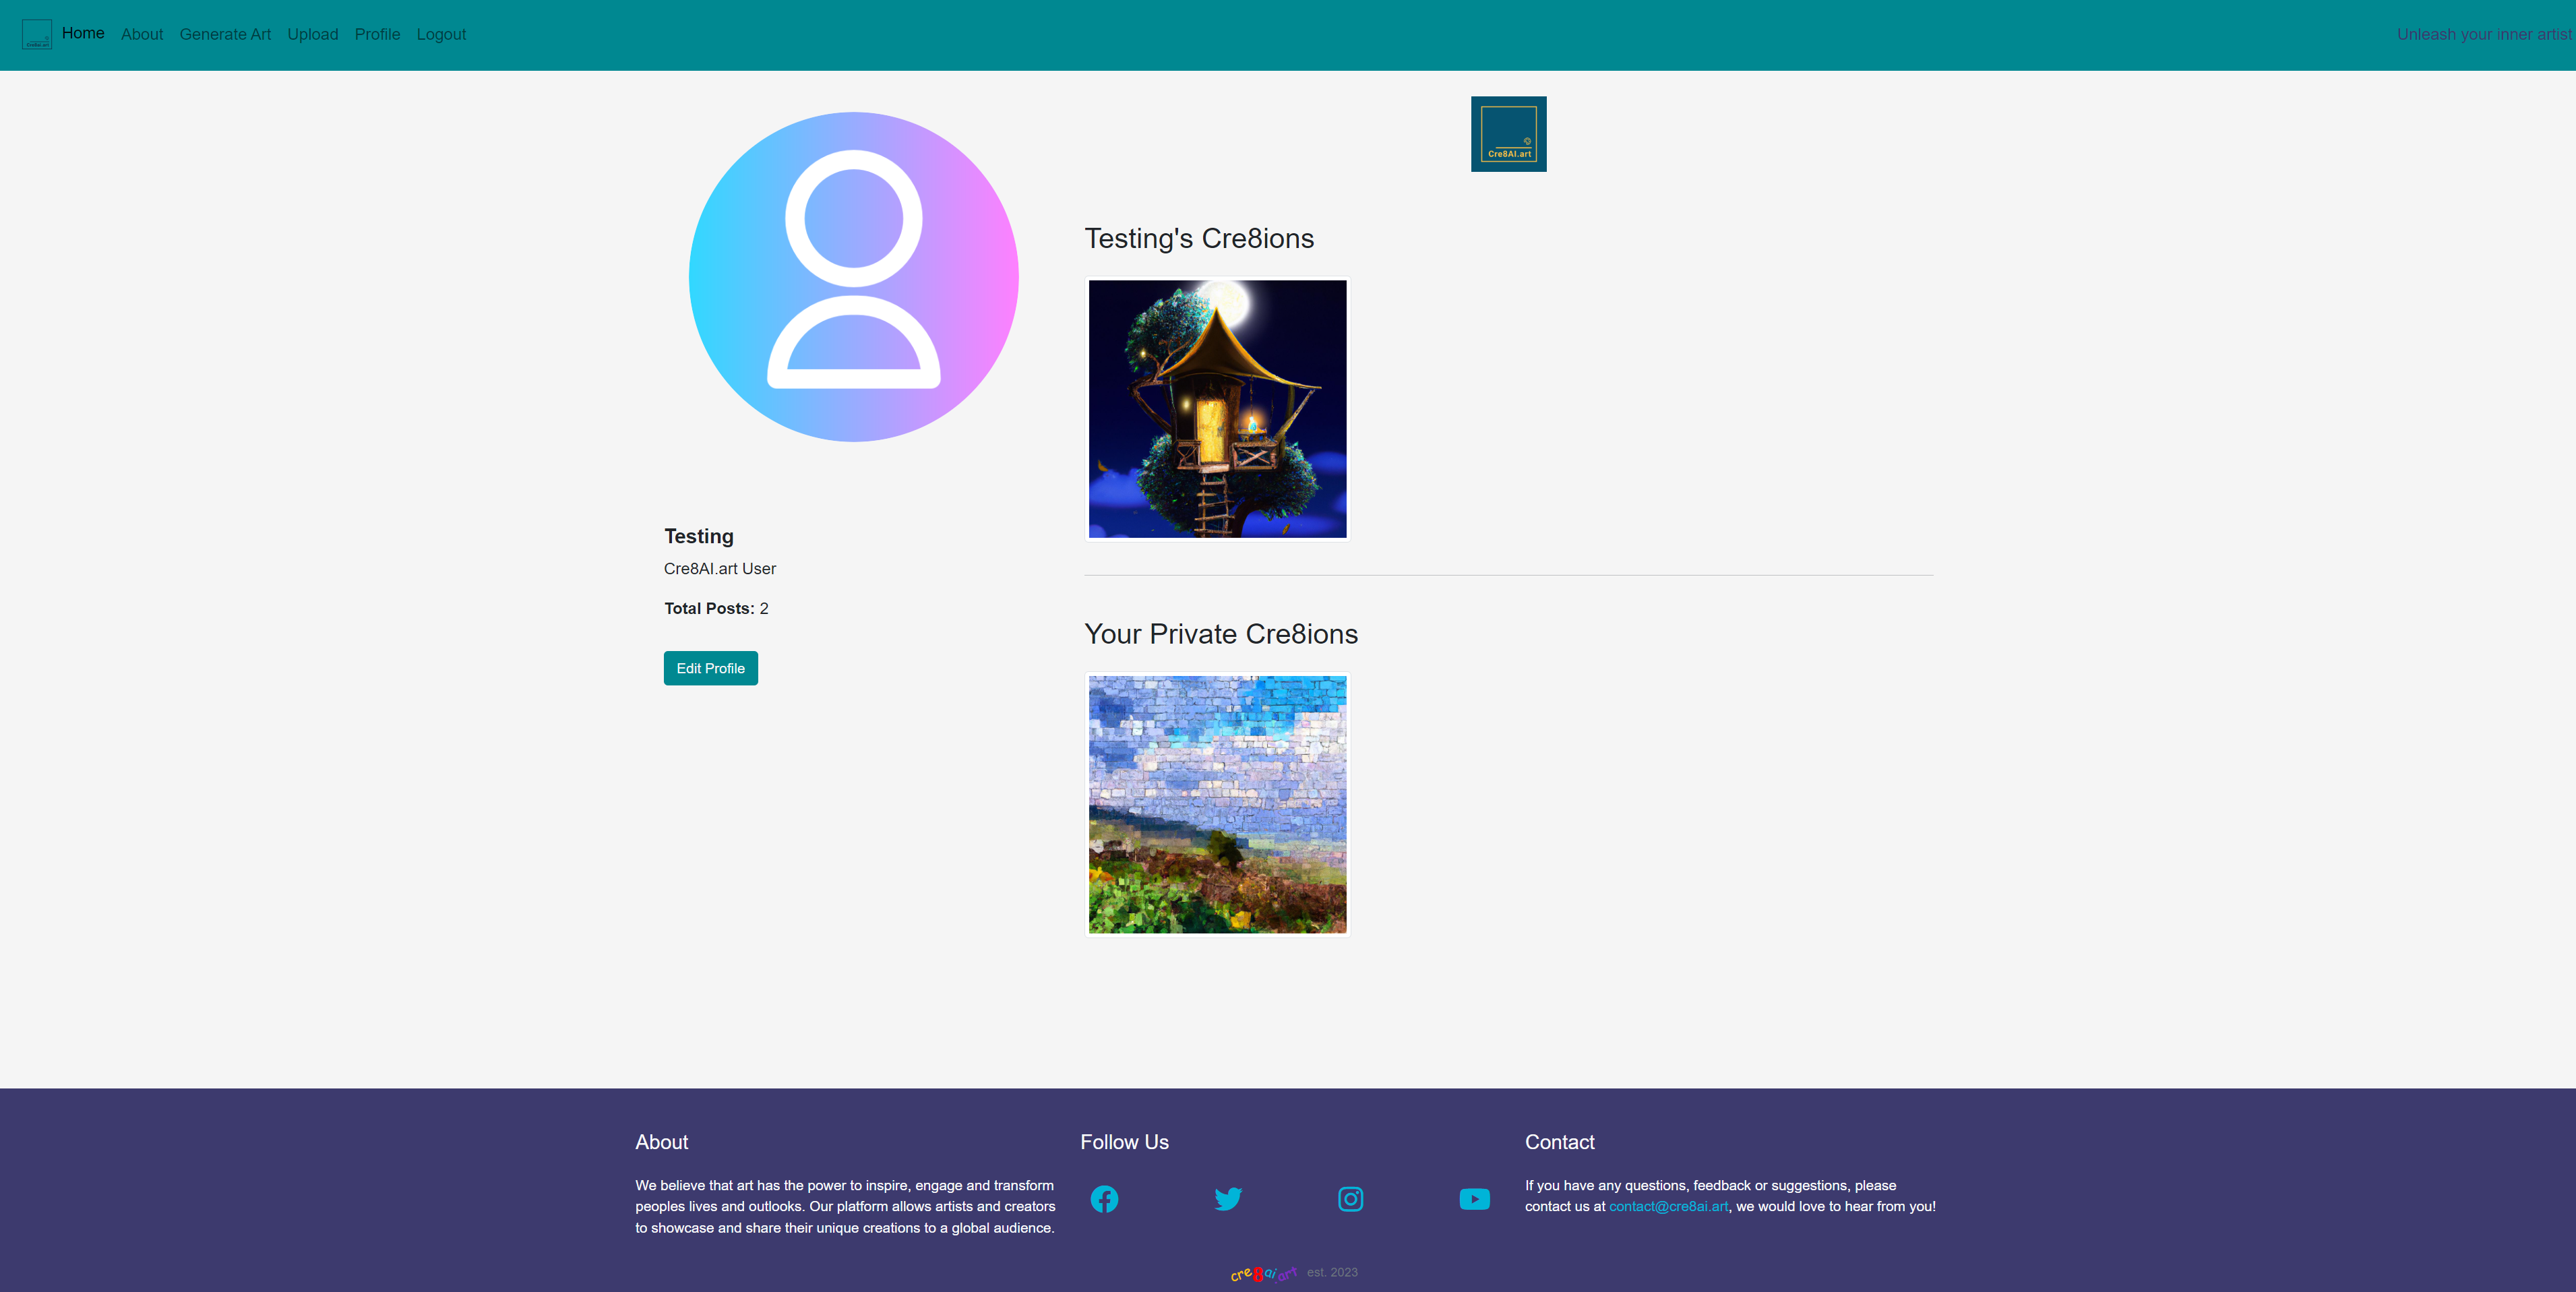 Home About Generate Art Upload Profile Logout
Unleash your inner artist
Cre8AI.art
Testing's Cre8ions
Testing
Cre8AI.art User
Total Posts: 2
Edit Profile
Your Private Cre8ions
About
We believe that art has the power to inspire, engage and transform
peoples lives and outlooks. Our platform allows artists and creators
to showcase and share their unique creations to a global audience.
Follow Us
Contact
If you have any questions, feedback or suggestions, please
contact us at contact@cre8ai.art, we would love to hear from you!
cre8ai.art est. 2023